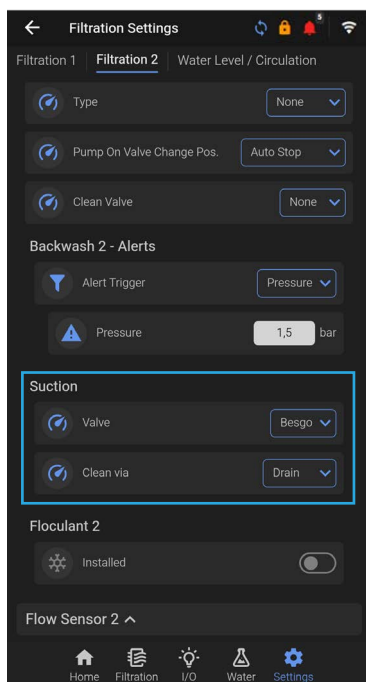 Filtration Settings
5
Filtration 1 Filtration 2 Water Level / Circulation
Type None
Pump On Valve Change Pos. Auto Stop
Clean Valve None
Backwash 2 - Alerts
Alert Trigger Pressure
Pressure 1,5 bar
Suction
Valve Besgo
Clean via Drain
Floculant 2
Installed
Flow Sensor 2
Home Filtration I/O Water Settings